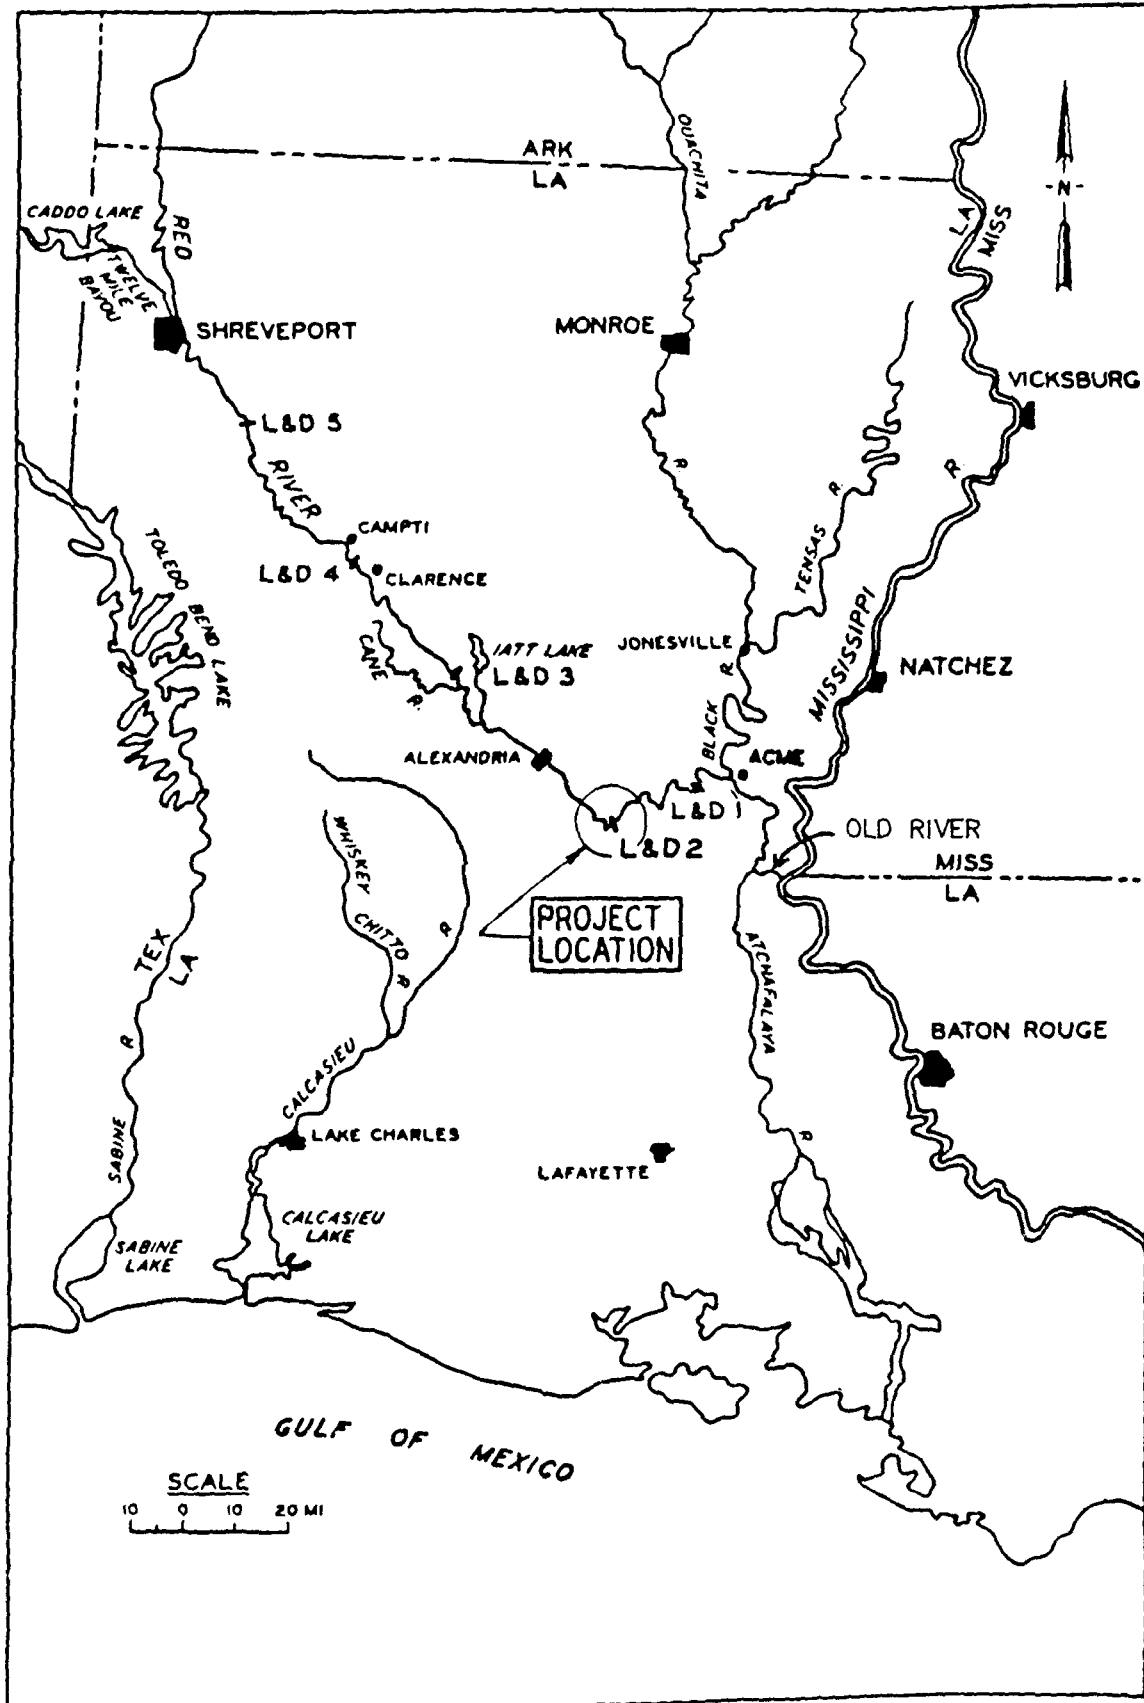 ARK
LA
OUACHITA
-N-
CADDO LAKE
RED
LA
MISS
TWELVE
MILE
BAYOU
SHREVEPORT
MONROE
VICKSBURG
L&D 5
RIVER
R
R.
R.
CAMPTI
L&D 4
CLARENCE
TOLEDO BEND LAKE
TENSAS
MISSISSIPPI
CANE
R.
IATT LAKE
L&D 3
JONESVILLE
R
NATCHEZ
BLACK
ALEXANDRIA
ACME
L&D 1
OLD RIVER
L&D 2
MISS
LA
WHISKEY
CHITTO R
R
PROJECT
LOCATION
TEX
LA
ATCHAFALAYA
R
BATON ROUGE
R
CALCASIEU
SABINE
LAKE CHARLES
LAFAYETTE
CALCASIEU
LAKE
SABINE
LAKE
GULF OF MEXICO
SCALE
10 0 10 20 MI